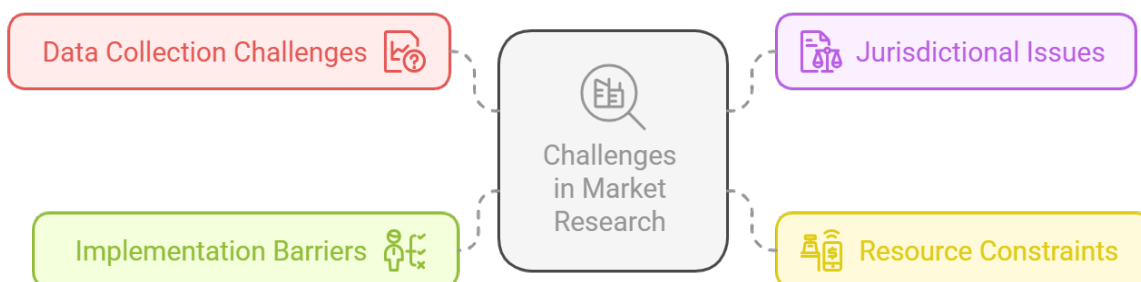 Data Collection Challenges
Jurisdictional Issues
Challenges
in Market
Research
Implementation Barriers
Resource Constraints